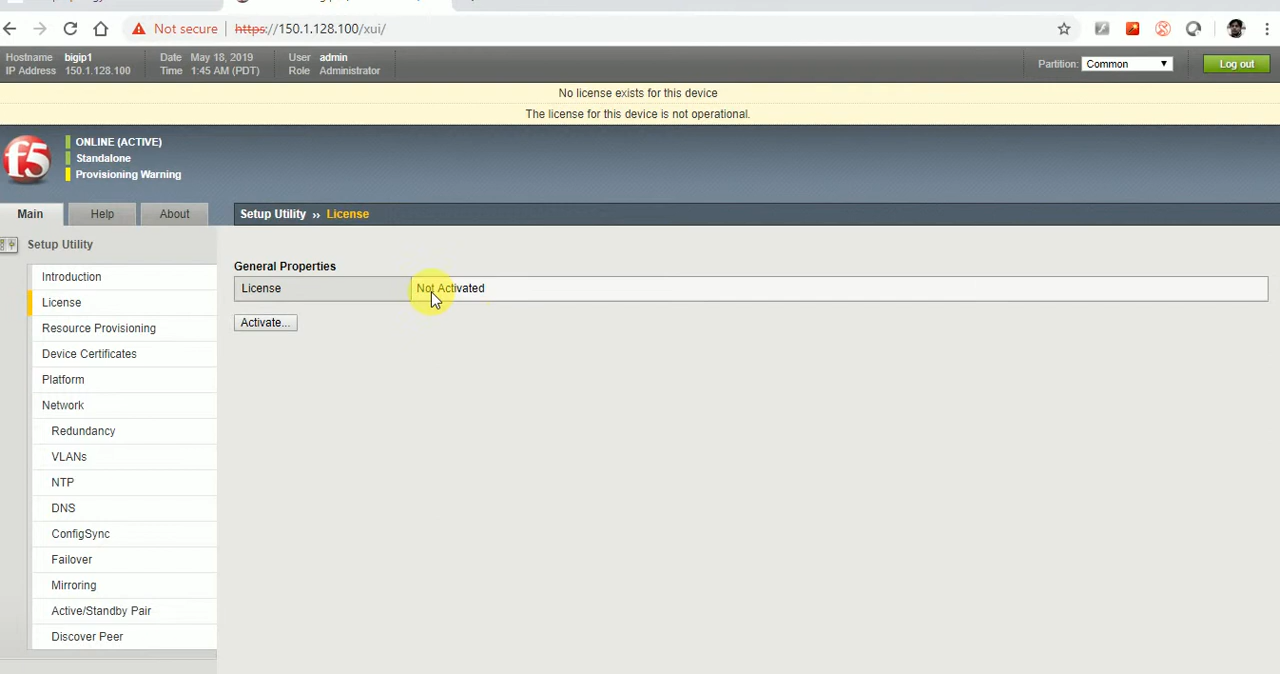 Not secure | https://150.1.128.100/xui/
Hostname bigip1
IP Address 150.1.128.100
Date May 18, 2019
Time 1:45 AM (PDT)
User admin
Role Administrator
Partition: Common
Log out
No license exists for this device
The license for this device is not operational.
f5
ONLINE (ACTIVE)
Standalone
Provisioning Warning
Main
Help
About
Setup Utility ›› License
Setup Utility
Introduction
License
Resource Provisioning
Device Certificates
Platform
Network
Redundancy
VLANs
NTP
DNS
ConfigSync
Failover
Mirroring
Active/Standby Pair
Discover Peer
General Properties
License Not Activated
Activate...